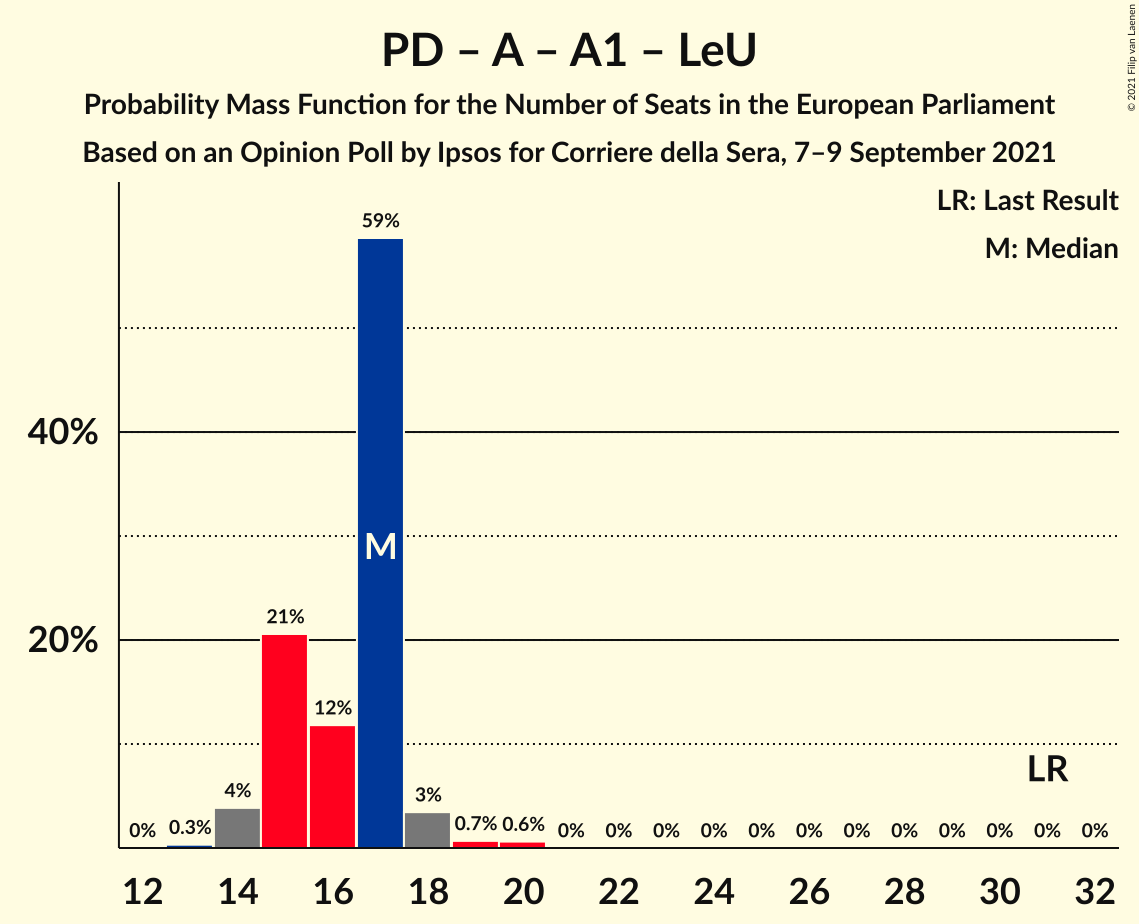 PD – A – A1 – LeU
Probability Mass Function for the Number of Seats in the European Parliament
Based on an Opinion Poll by Ipsos for Corriere della Sera, 7–9 September 2021
© 2021 Filip van Laenen
LR: Last Result
M: Median
59%
40%
M
21%
20%
12%
LR
4%
3%
0% 0.3% 0.7% 0.6% 0% 0% 0% 0% 0% 0% 0% 0% 0% 0% 0% 0%
12 14 16 18 20 22 24 26 28 30 32